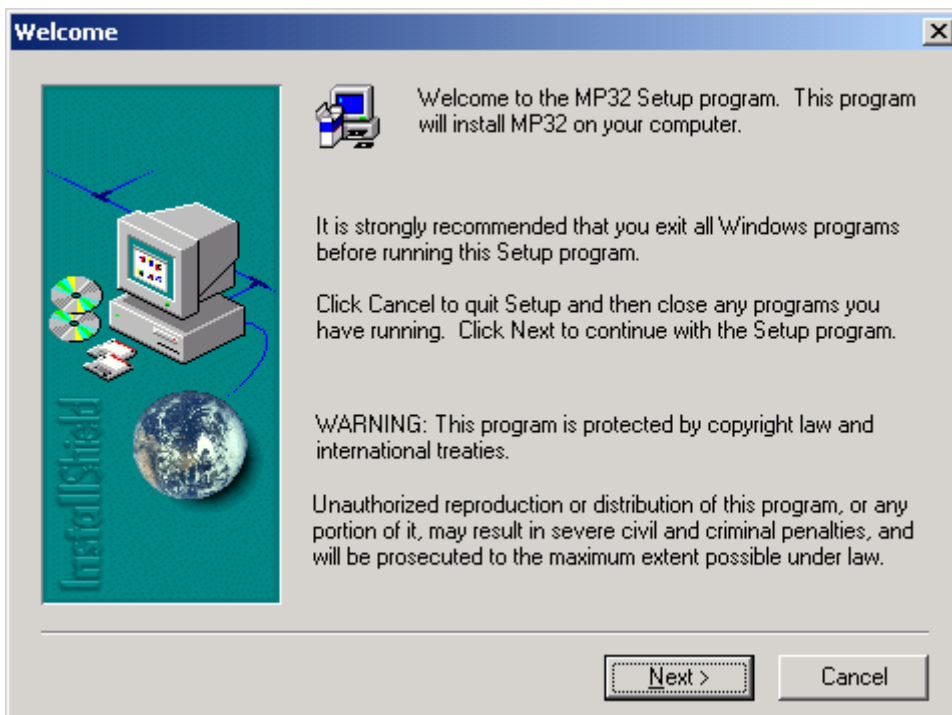 Welcome
Welcome to the MP32 Setup program.  This program
will install MP32 on your computer.
It is strongly recommended that you exit all Windows programs
before running this Setup program.
Click Cancel to quit Setup and then close any programs you
have running.  Click Next to continue with the Setup program.
WARNING: This program is protected by copyright law and
international treaties.
Unauthorized reproduction or distribution of this program, or any
portion of it, may result in severe civil and criminal penalties, and
will be prosecuted to the maximum extent possible under law.
InstallShield
Next >
Cancel